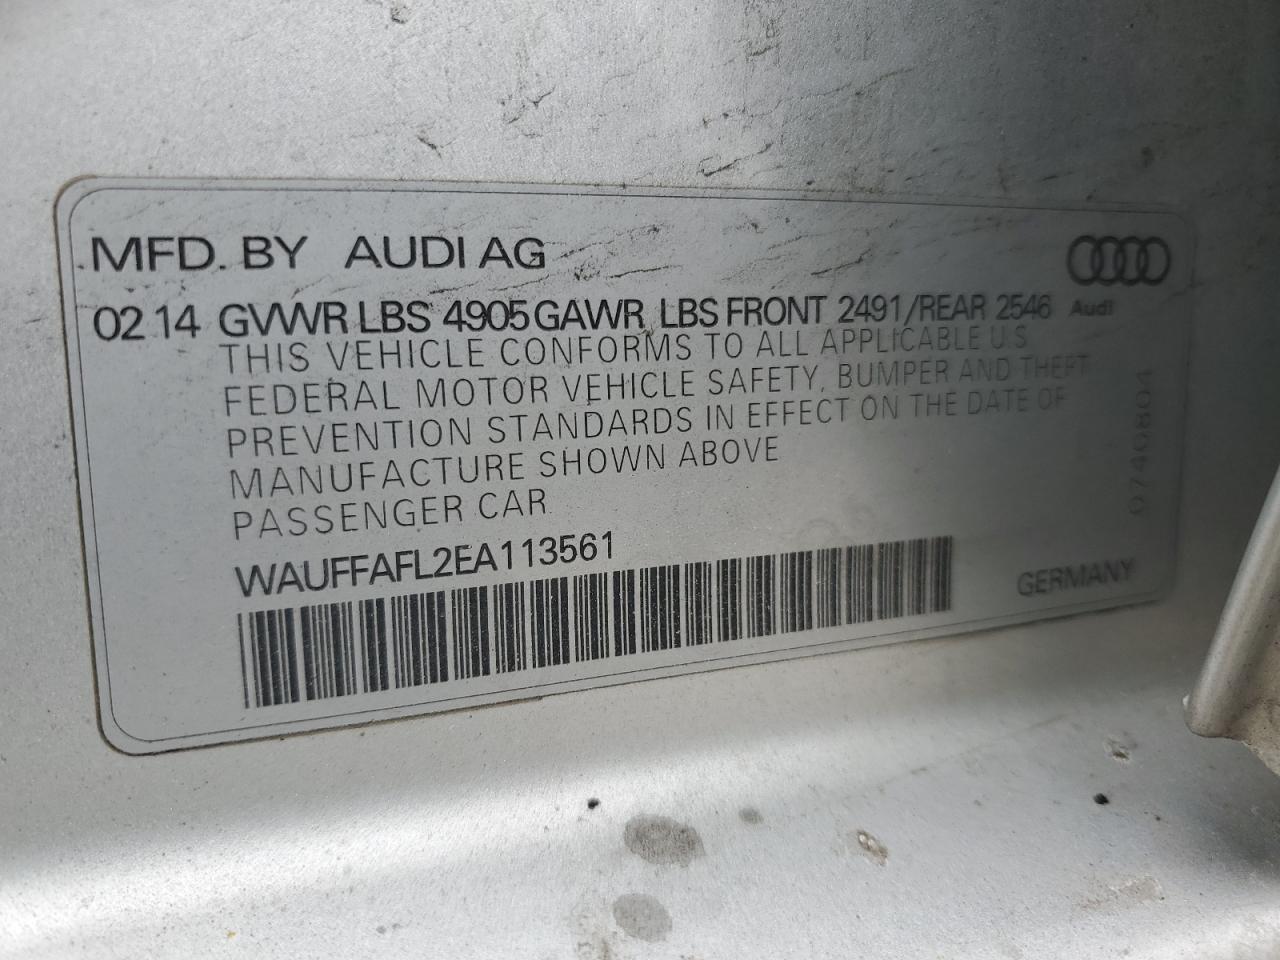 MFD. BY AUDI AG
02.14 GVWR LBS 4905 GAWR LBS FRONT 2491/REAR 2546
Audi
THIS VEHICLE CONFORMS TO ALL APPLICABLE U.S.
FEDERAL MOTOR VEHICLE SAFETY, BUMPER AND THEFT
PREVENTION STANDARDS IN EFFECT ON THE DATE OF
MANUFACTURE SHOWN ABOVE
PASSENGER CAR
WAUFFAFL2EA113561
GERMANY
0740804